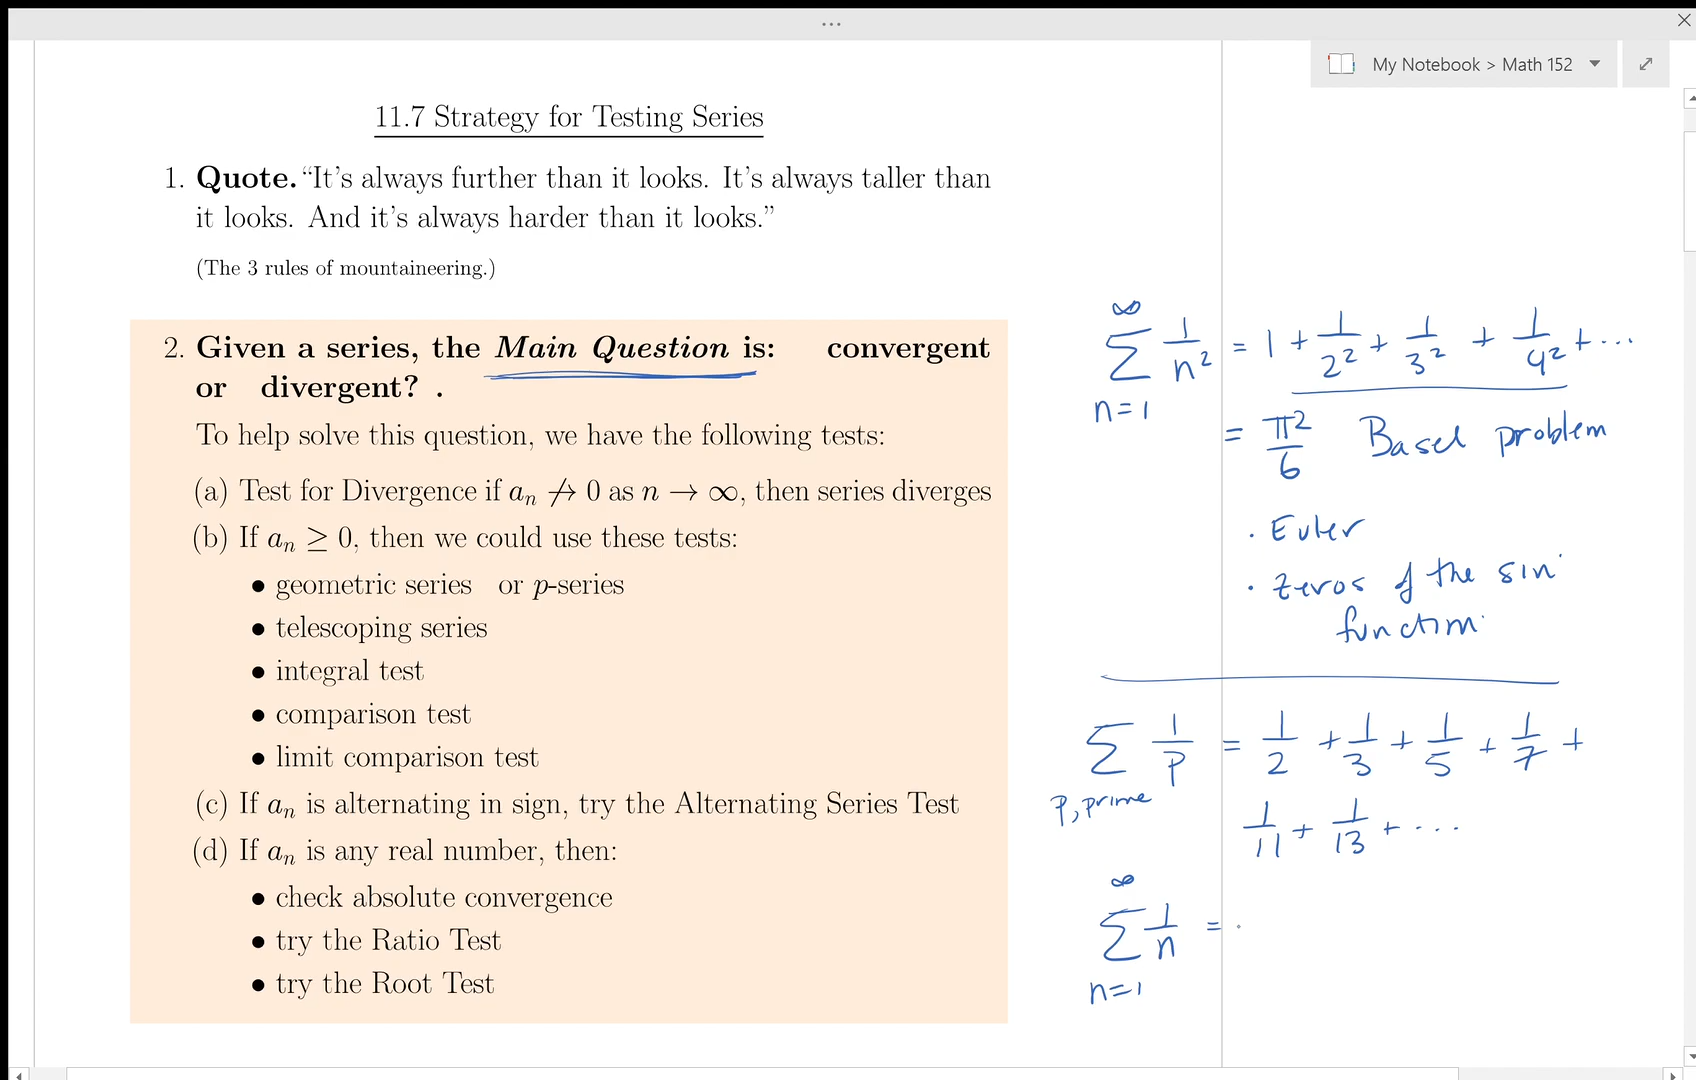 ...
My Notebook > Math 152
11.7 Strategy for Testing Series
1. Quote. “It’s always further than it looks. It’s always taller than
it looks. And it’s always harder than it looks.”
(The 3 rules of mountaineering.)
2. Given a series, the Main Question is: convergent
or divergent? .
To help solve this question, we have the following tests:
(a) Test for Divergence if aₙ ↛ 0 as n → ∞, then series diverges
(b) If aₙ ≥ 0, then we could use these tests:
• geometric series or p-series
• telescoping series
• integral test
• comparison test
• limit comparison test
(c) If aₙ is alternating in sign, try the Alternating Series Test
(d) If aₙ is any real number, then:
• check absolute convergence
• try the Ratio Test
• try the Root Test
∞
∑ 1/n² = 1 + 1/2² + 1/3² + 1/4² + ...
n=1
= π²/6 Basel problem
· Euler
· zeros of the sin
function
∑ 1/p = 1/2 + 1/3 + 1/5 + 1/7 +
p, prime
1/11 + 1/13 + ...
∞
∑ 1/n =
n=1